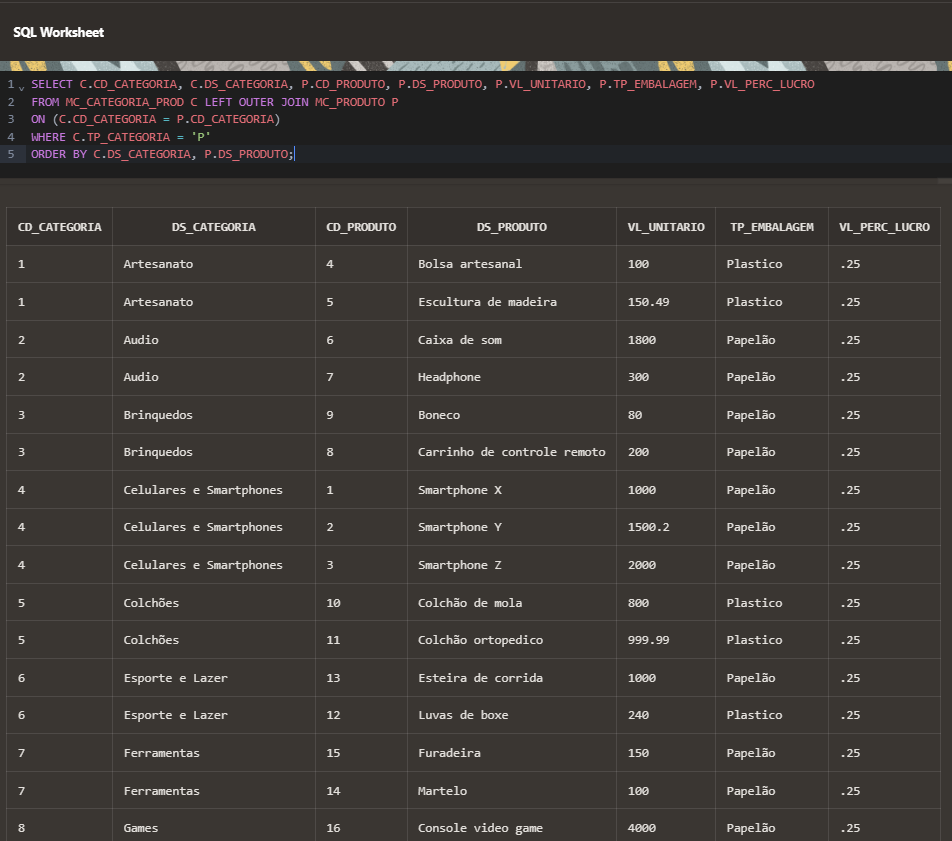 SQL Worksheet
1 SELECT C.CD_CATEGORIA, C.DS_CATEGORIA, P.CD_PRODUTO, P.DS_PRODUTO, P.VL_UNITARIO, P.TP_EMBALAGEM, P.VL_PERC_LUCRO
2 FROM MC_CATEGORIA_PROD C LEFT OUTER JOIN MC_PRODUTO P
3 ON (C.CD_CATEGORIA = P.CD_CATEGORIA)
4 WHERE C.TP_CATEGORIA = 'P'
5 ORDER BY C.DS_CATEGORIA, P.DS_PRODUTO;
CD_CATEGORIA DS_CATEGORIA CD_PRODUTO DS_PRODUTO VL_UNITARIO TP_EMBALAGEM VL_PERC_LUCRO
1 Artesanato 4 Bolsa artesanal 100 Plastico .25
1 Artesanato 5 Escultura de madeira 150.49 Plastico .25
2 Audio 6 Caixa de som 1800 Papelão .25
2 Audio 7 Headphone 300 Papelão .25
3 Brinquedos 9 Boneco 80 Papelão .25
3 Brinquedos 8 Carrinho de controle remoto 200 Papelão .25
4 Celulares e Smartphones 1 Smartphone X 1000 Papelão .25
4 Celulares e Smartphones 2 Smartphone Y 1500.2 Papelão .25
4 Celulares e Smartphones 3 Smartphone Z 2000 Papelão .25
5 Colchões 10 Colchão de mola 800 Plastico .25
5 Colchões 11 Colchão ortopedico 999.99 Plastico .25
6 Esporte e Lazer 13 Esteira de corrida 1000 Papelão .25
6 Esporte e Lazer 12 Luvas de boxe 240 Plastico .25
7 Ferramentas 15 Furadeira 150 Papelão .25
7 Ferramentas 14 Martelo 100 Papelão .25
8 Games 16 Console video game 4000 Papelão .25